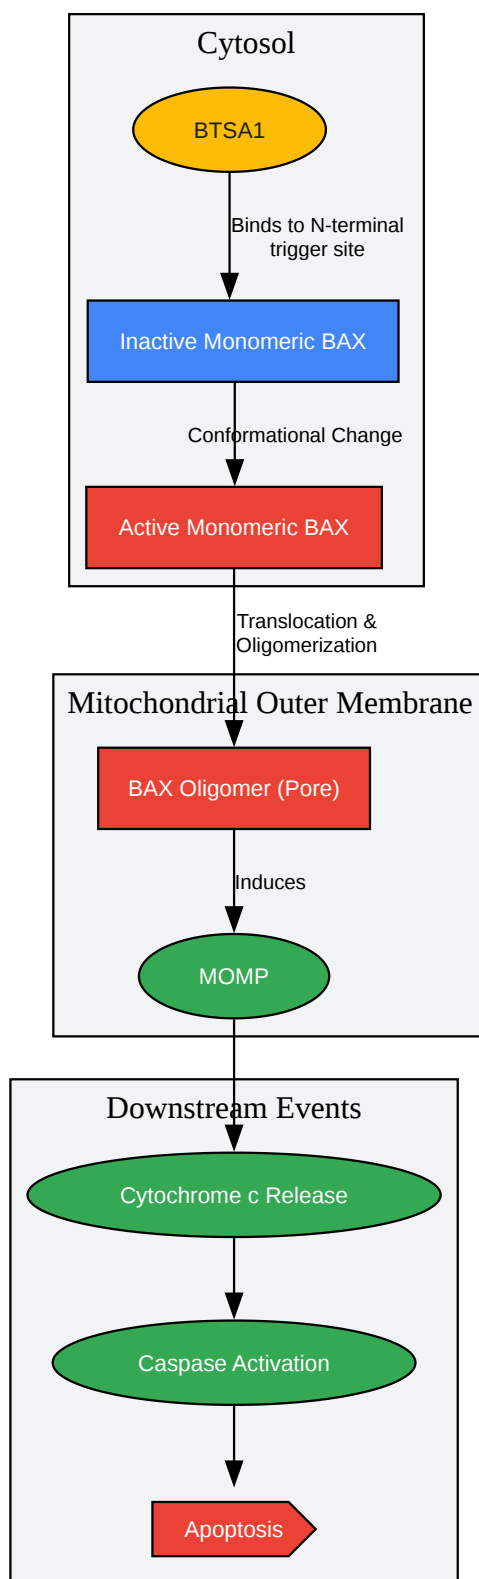 Cytosol
BTSA1
Binds to N-terminal
trigger site
Inactive Monomeric BAX
Conformational Change
Active Monomeric BAX
Translocation &
Oligomerization
Mitochondrial Outer Membrane
BAX Oligomer (Pore)
Induces
MOMP
Downstream Events
Cytochrome c Release
Caspase Activation
Apoptosis